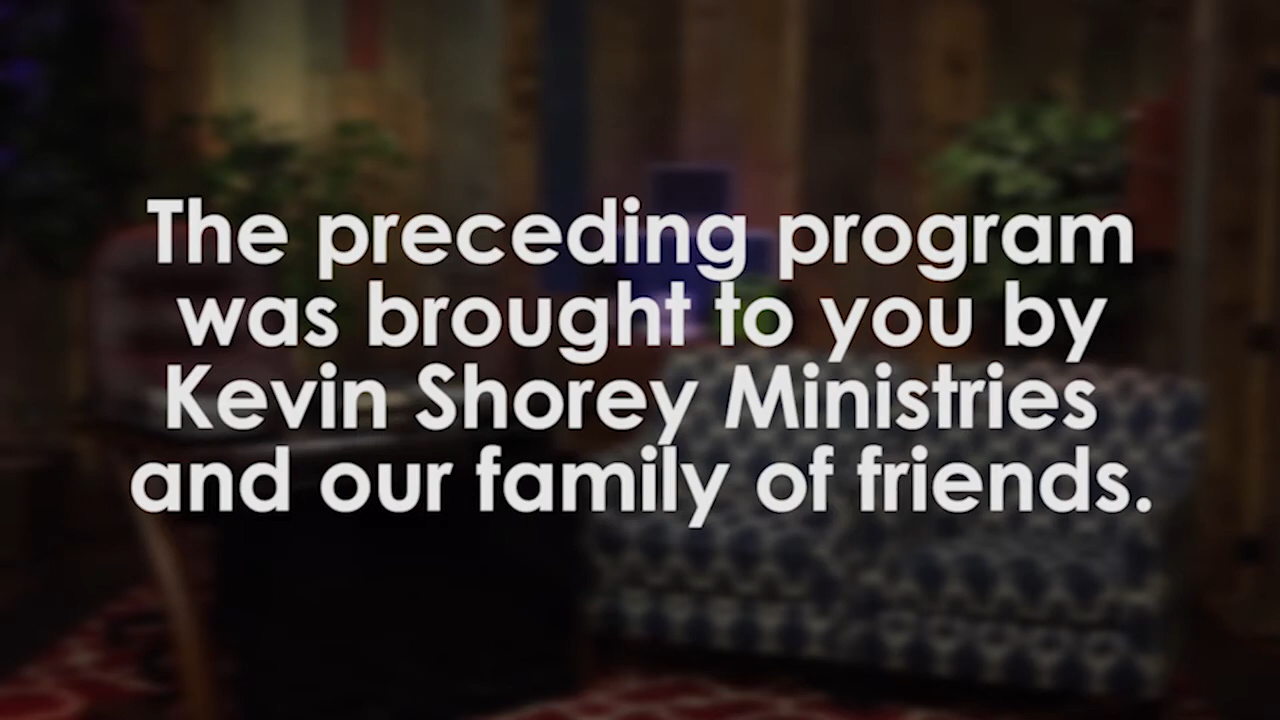 The preceding program
was brought to you by
Kevin Shorey Ministries
and our family of friends.